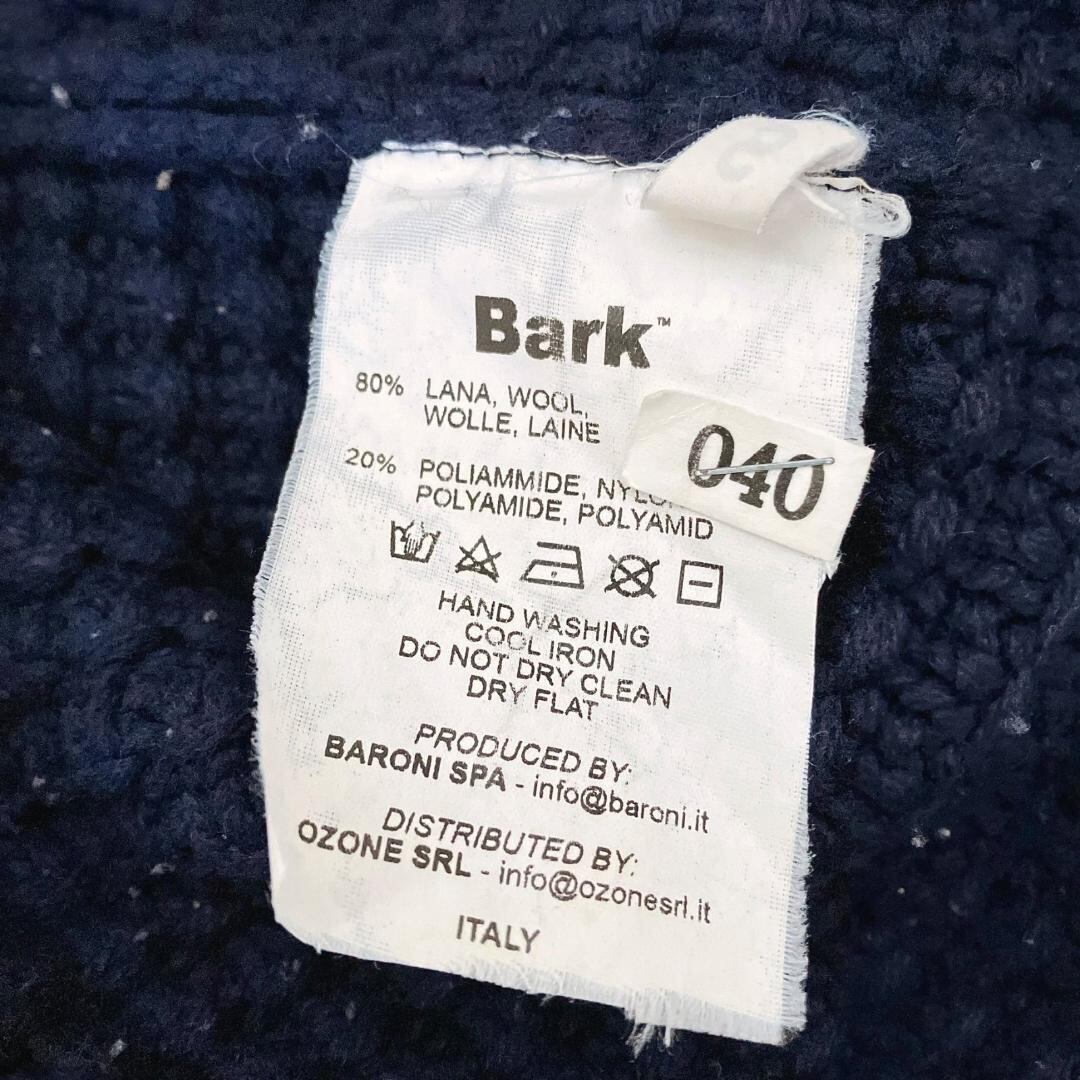 Bark™
80% LANA, WOOL,
WOLLE, LAINE
040
20% POLIAMMIDE,
POLYAMIDE, POLYAMID
HAND WASHING
COOL IRON
DO NOT DRY CLEAN
DRY FLAT
PRODUCED BY:
BARONI SPA - info@baroni.it
DISTRIBUTED BY:
OZONE SRL - info@ozonesrl.it
ITALY